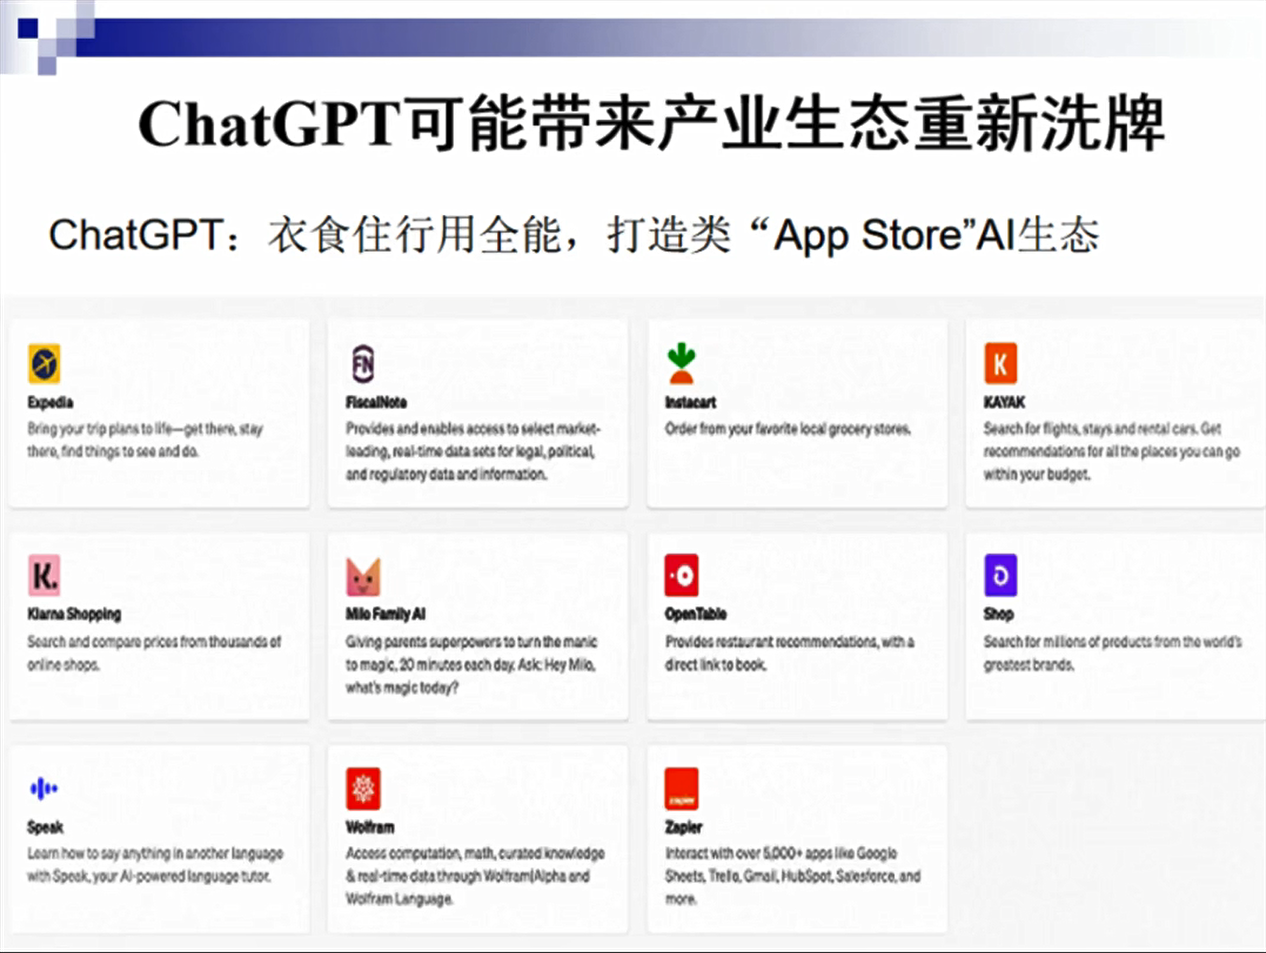 ChatGPT可能带来产业生态重新洗牌
ChatGPT：衣食住行用全能，打造类“App Store”AI生态
Expedia
Bring your trip plans to life—get there, stay
there, find things to see and do.
FN
FiscalNote
Provides and enables access to select market-
leading, real-time data sets for legal, political,
and regulatory data and information.
Instacart
Order from your favorite local grocery stores.
K
KAYAK
Search for flights, stays and rental cars. Get
recommendations for all the places you can go
within your budget.
K.
Klarna Shopping
Search and compare prices from thousands of
online shops.
Milo Family AI
Giving parents superpowers to turn the manic
to magic, 20 minutes each day. Ask: Hey Milo,
what's magic today?
OpenTable
Provides restaurant recommendations, with a
direct link to book.
Shop
Search for millions of products from the world's
greatest brands.
Speak
Learn how to say anything in another language
with Speak, your AI-powered language tutor.
Wolfram
Access computation, math, curated knowledge
& real-time data through Wolfram|Alpha and
Wolfram Language.
zapier
Zapier
Interact with over 5,000+ apps like Google
Sheets, Trello, Gmail, HubSpot, Salesforce, and
more.